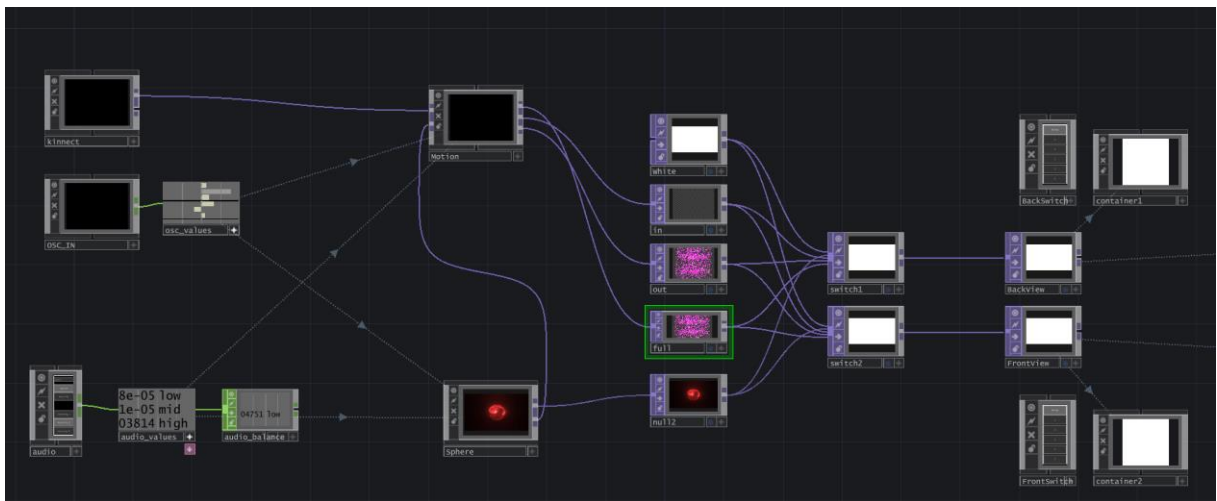 kinnect
Motion
White
BackSwitch
container1
OSC_IN
osc_values
in
out
switch1
BackView
full
switch2
FrontView
audio
8e-05 low
1e-05 mid
03814 high
audio_values
04751 low
audio_balance
Sphere
null2
FrontSwitch
container2